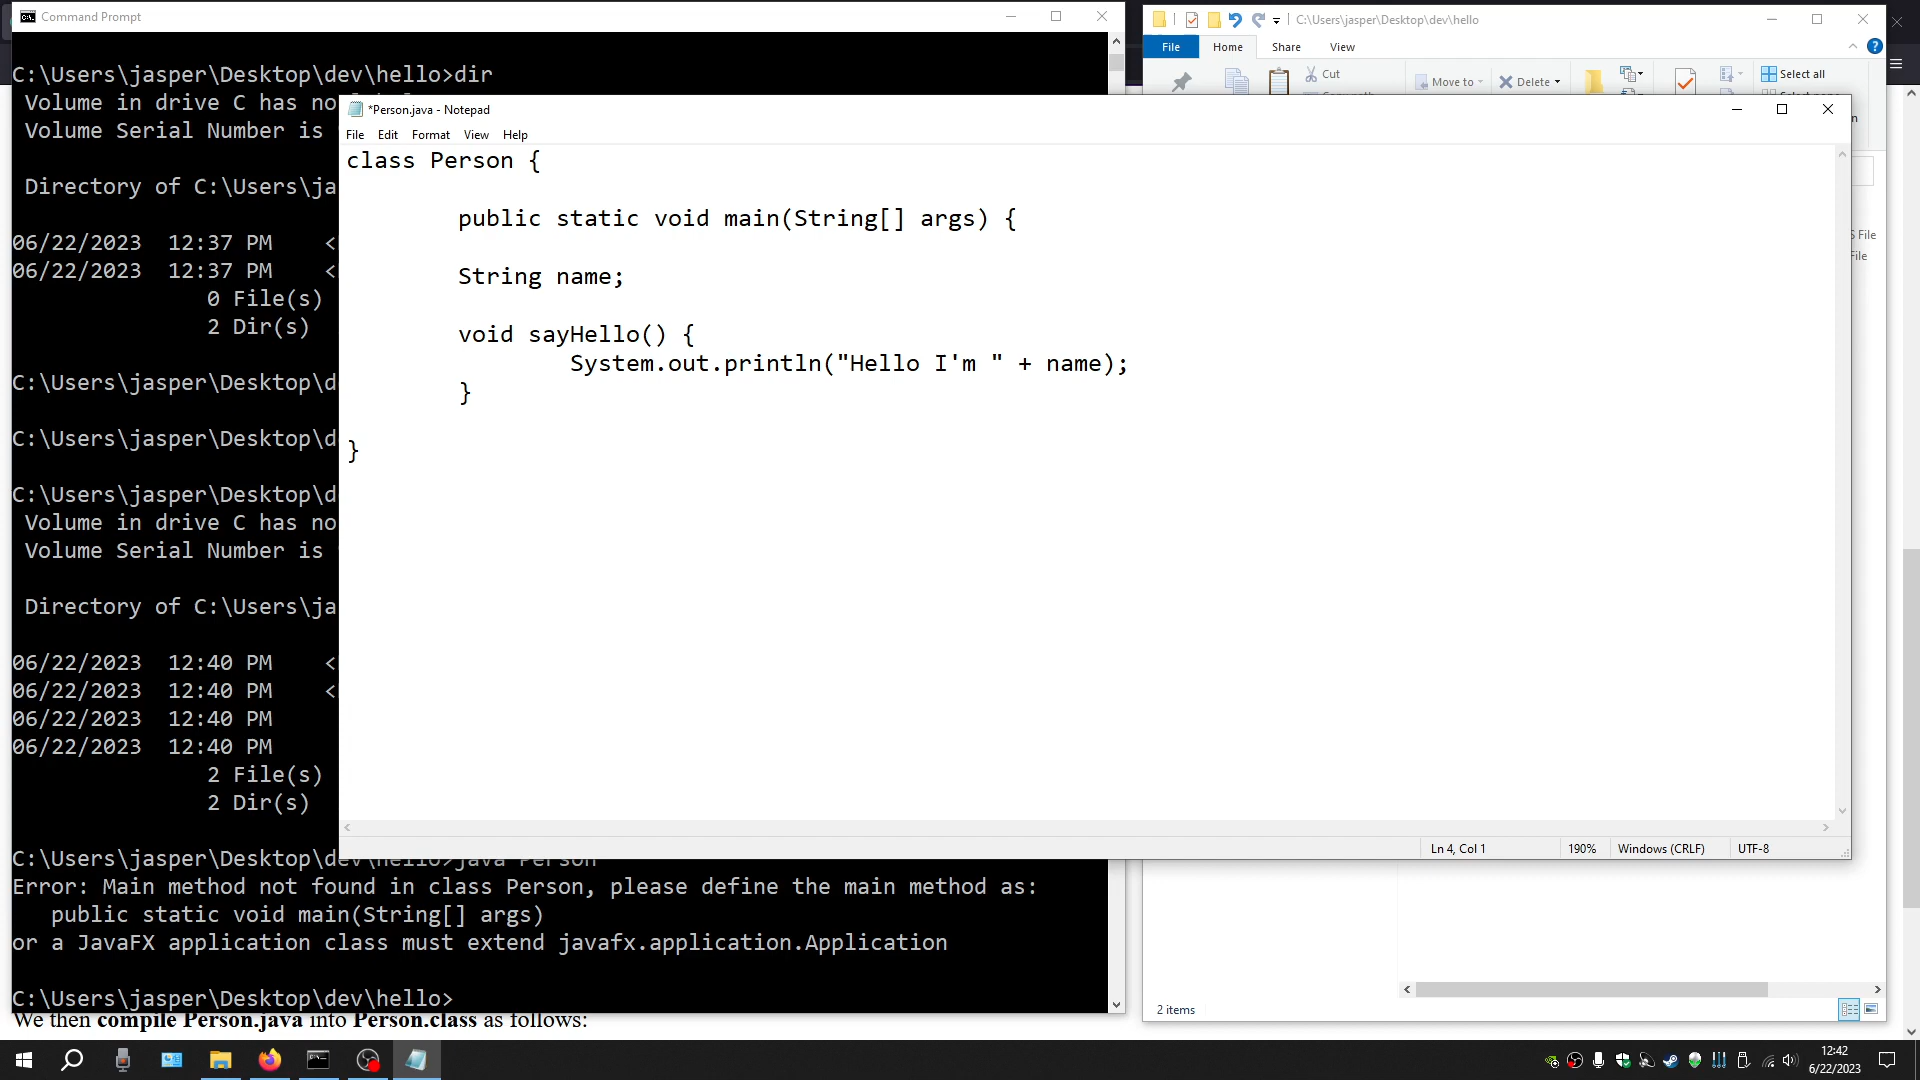 Command Prompt
C:\Users\jasper\Desktop\dev\hello>dir
Volume in drive C has no
Volume Serial Number is
Directory of C:\Users\ja
06/22/2023  12:37 PM    <
06/22/2023  12:37 PM    <
0 File(s)
2 Dir(s)
C:\Users\jasper\Desktop\d
C:\Users\jasper\Desktop\d
C:\Users\jasper\Desktop\d
Volume in drive C has no
Volume Serial Number is
Directory of C:\Users\ja
06/22/2023  12:40 PM    <
06/22/2023  12:40 PM    <
06/22/2023  12:40 PM
06/22/2023  12:40 PM
2 File(s)
2 Dir(s)
C:\Users\jasper\Desktop\dev\hello>java Person
Error: Main method not found in class Person, please define the main method as:
public static void main(String[] args)
or a JavaFX application class must extend javafx.application.Application
C:\Users\jasper\Desktop\dev\hello>
We then compile Person.java into Person.class as follows:
*Person.java - Notepad
File Edit Format View Help
class Person {
public static void main(String[] args) {
String name;
void sayHello() {
System.out.println("Hello I'm " + name);
}
}
Ln 4, Col 1
190%
Windows (CRLF)
UTF-8
C:\Users\jasper\Desktop\dev\hello
File Home Share View
Cut
Move to
Delete
Select all
S File
File
2 items
12:42
6/22/2023